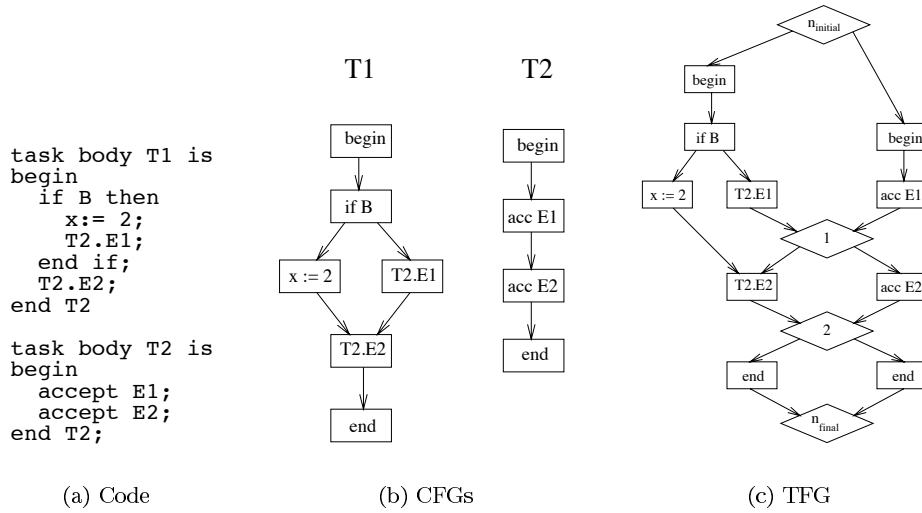 task body T1 is
begin
if B then
x:= 2;
T2.E1;
end if;
T2.E2;
end T2
task body T2 is
begin
accept E1;
accept E2;
end T2;
(a) Code
T1
begin
if B
x := 2
T2.E1
T2.E2
end
T2
begin
acc E1
acc E2
end
(b) CFGs
n_initial
begin
if B
begin
x := 2
T2.E1
acc E1
1
T2.E2
acc E2
2
end
end
n_final
(c) TFG